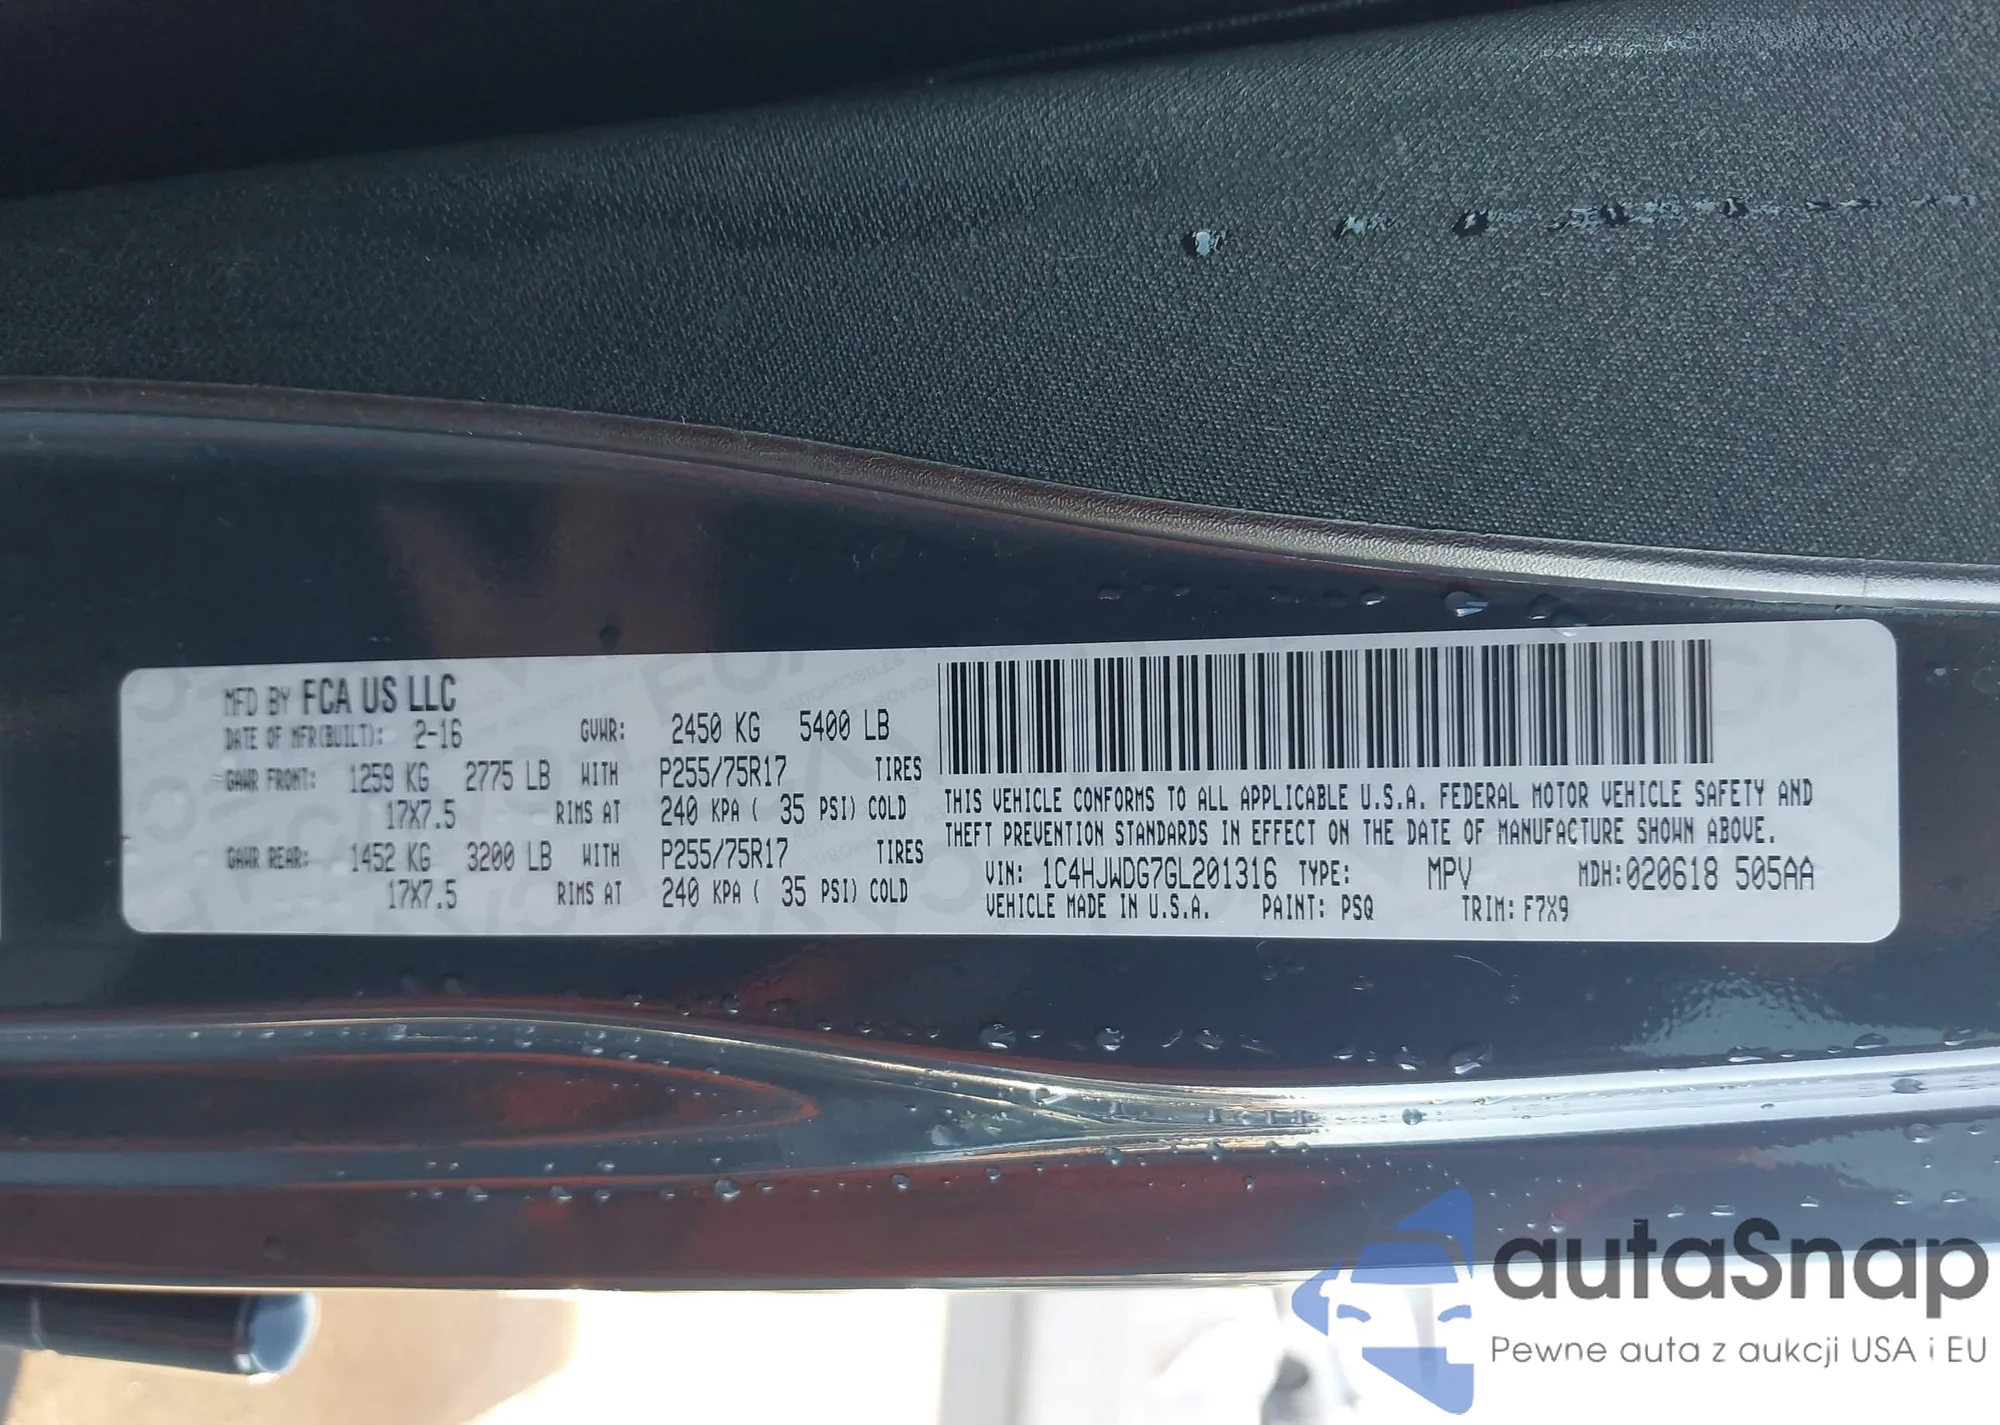 MFD BY FCA US LLC
DATE OF MFR(BUILT): 2-16 GVWR: 2450 KG 5400 LB
GAWR FRONT: 1259 KG 2775 LB WITH P255/75R17 TIRES
17X7.5 RIMS AT 240 KPA ( 35 PSI) COLD
GAWR REAR: 1452 KG 3200 LB WITH P255/75R17 TIRES
17X7.5 RIMS AT 240 KPA ( 35 PSI) COLD
THIS VEHICLE CONFORMS TO ALL APPLICABLE U.S.A. FEDERAL MOTOR VEHICLE SAFETY AND
THEFT PREVENTION STANDARDS IN EFFECT ON THE DATE OF MANUFACTURE SHOWN ABOVE.
VIN: 1C4HJWDG7GL201316 TYPE: MPV MDH:020618 505AA
VEHICLE MADE IN U.S.A. PAINT: PSQ TRIM: F7X9
autaSnap
Pewne auta z aukcji USA i EU